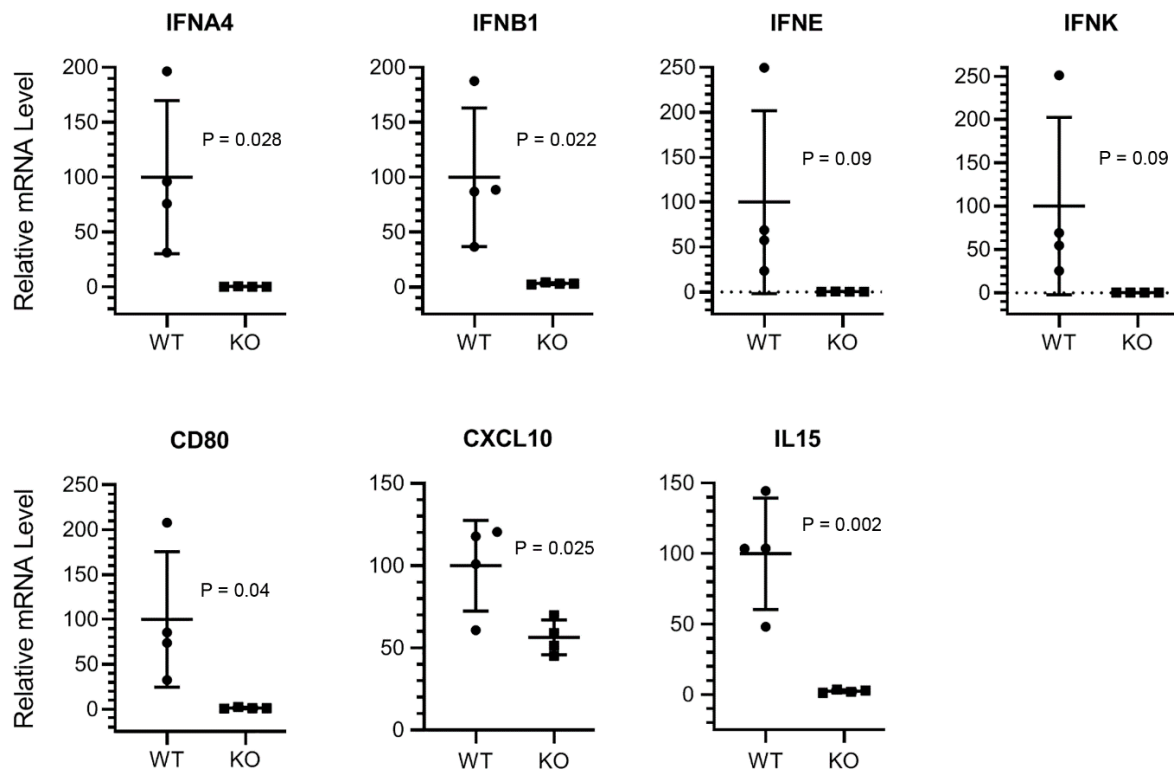 IFNA4
IFNB1
IFNE
IFNK
Relative mRNA Level
200
150
100
50
0
P = 0.028
WT
KO
200
150
100
50
0
P = 0.022
WT
KO
250
200
150
100
50
0
P = 0.09
WT
KO
250
200
150
100
50
0
P = 0.09
WT
KO
CD80
CXCL10
IL15
Relative mRNA Level
250
200
150
100
50
0
P = 0.04
WT
KO
150
100
50
0
P = 0.025
WT
KO
150
100
50
0
P = 0.002
WT
KO